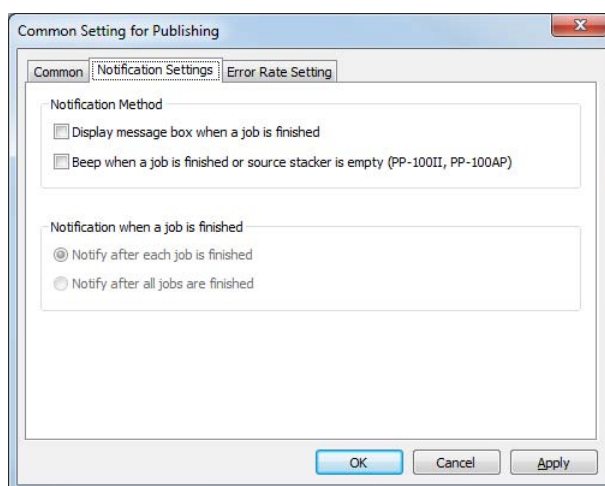 Common Setting for Publishing
Common Notification Settings Error Rate Setting
Notification Method
Display message box when a job is finished
Beep when a job is finished or source stacker is empty (PP-100II, PP-100AP)
Notification when a job is finished
Notify after each job is finished
Notify after all jobs are finished
OK Cancel Apply